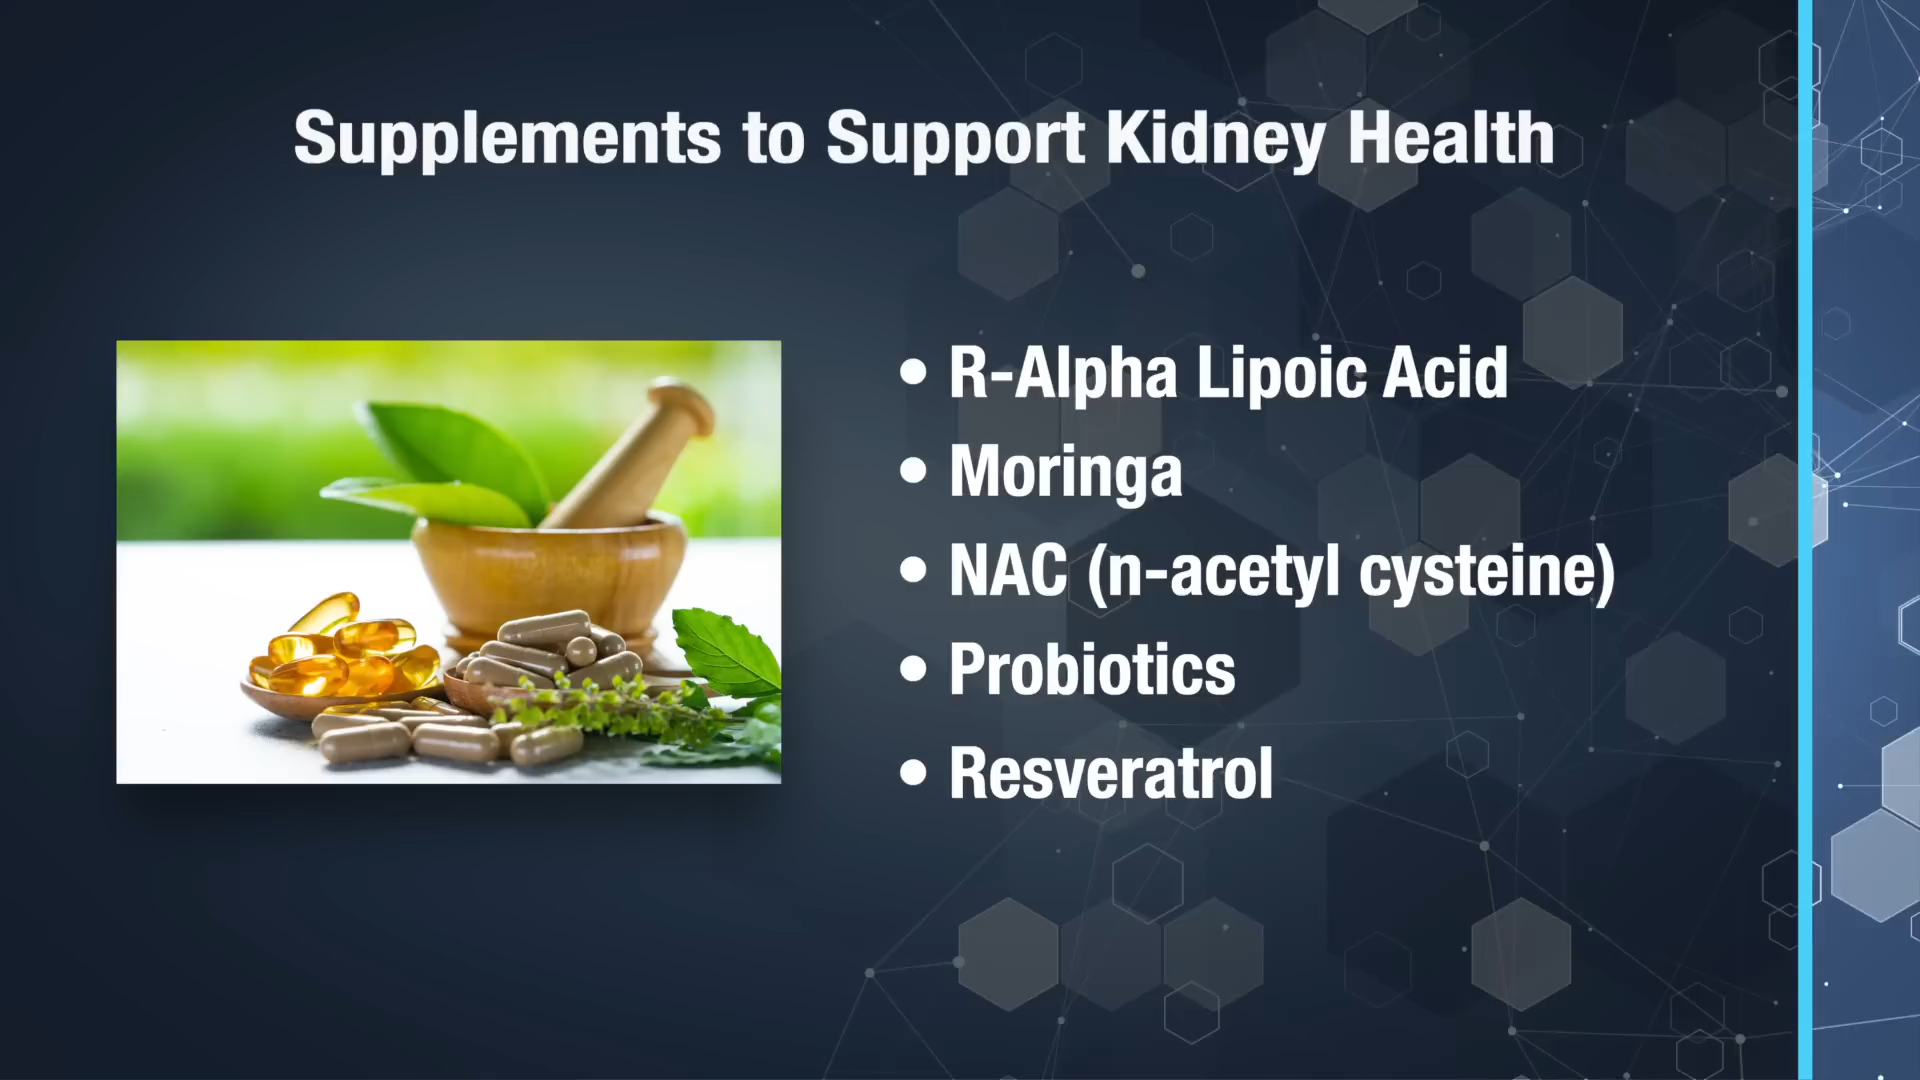 Supplements to Support Kidney Health
• R-Alpha Lipoic Acid
• Moringa
• NAC (n-acetyl cysteine)
• Probiotics
• Resveratrol